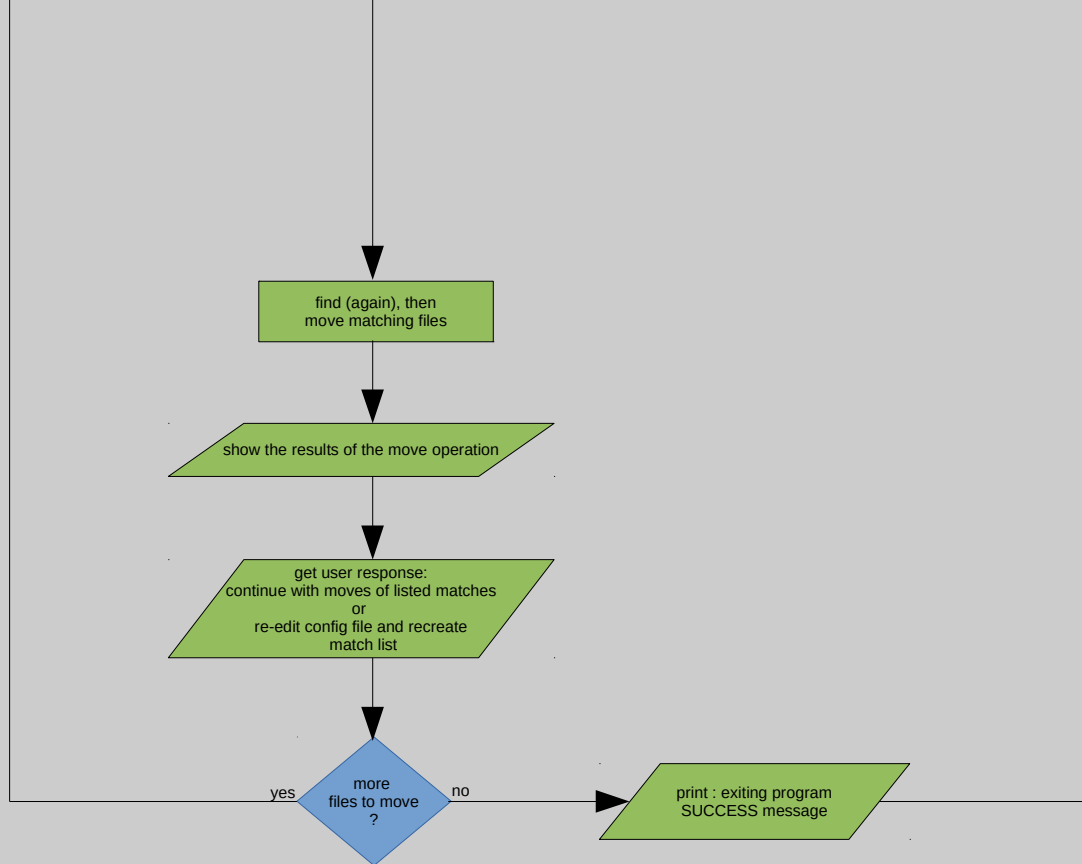 find (again), then
move matching files
show the results of the move operation
get user response:
continue with moves of listed matches
or
re-edit config file and recreate
match list
yes
more
files to move
?
no
print : exiting program
SUCCESS message